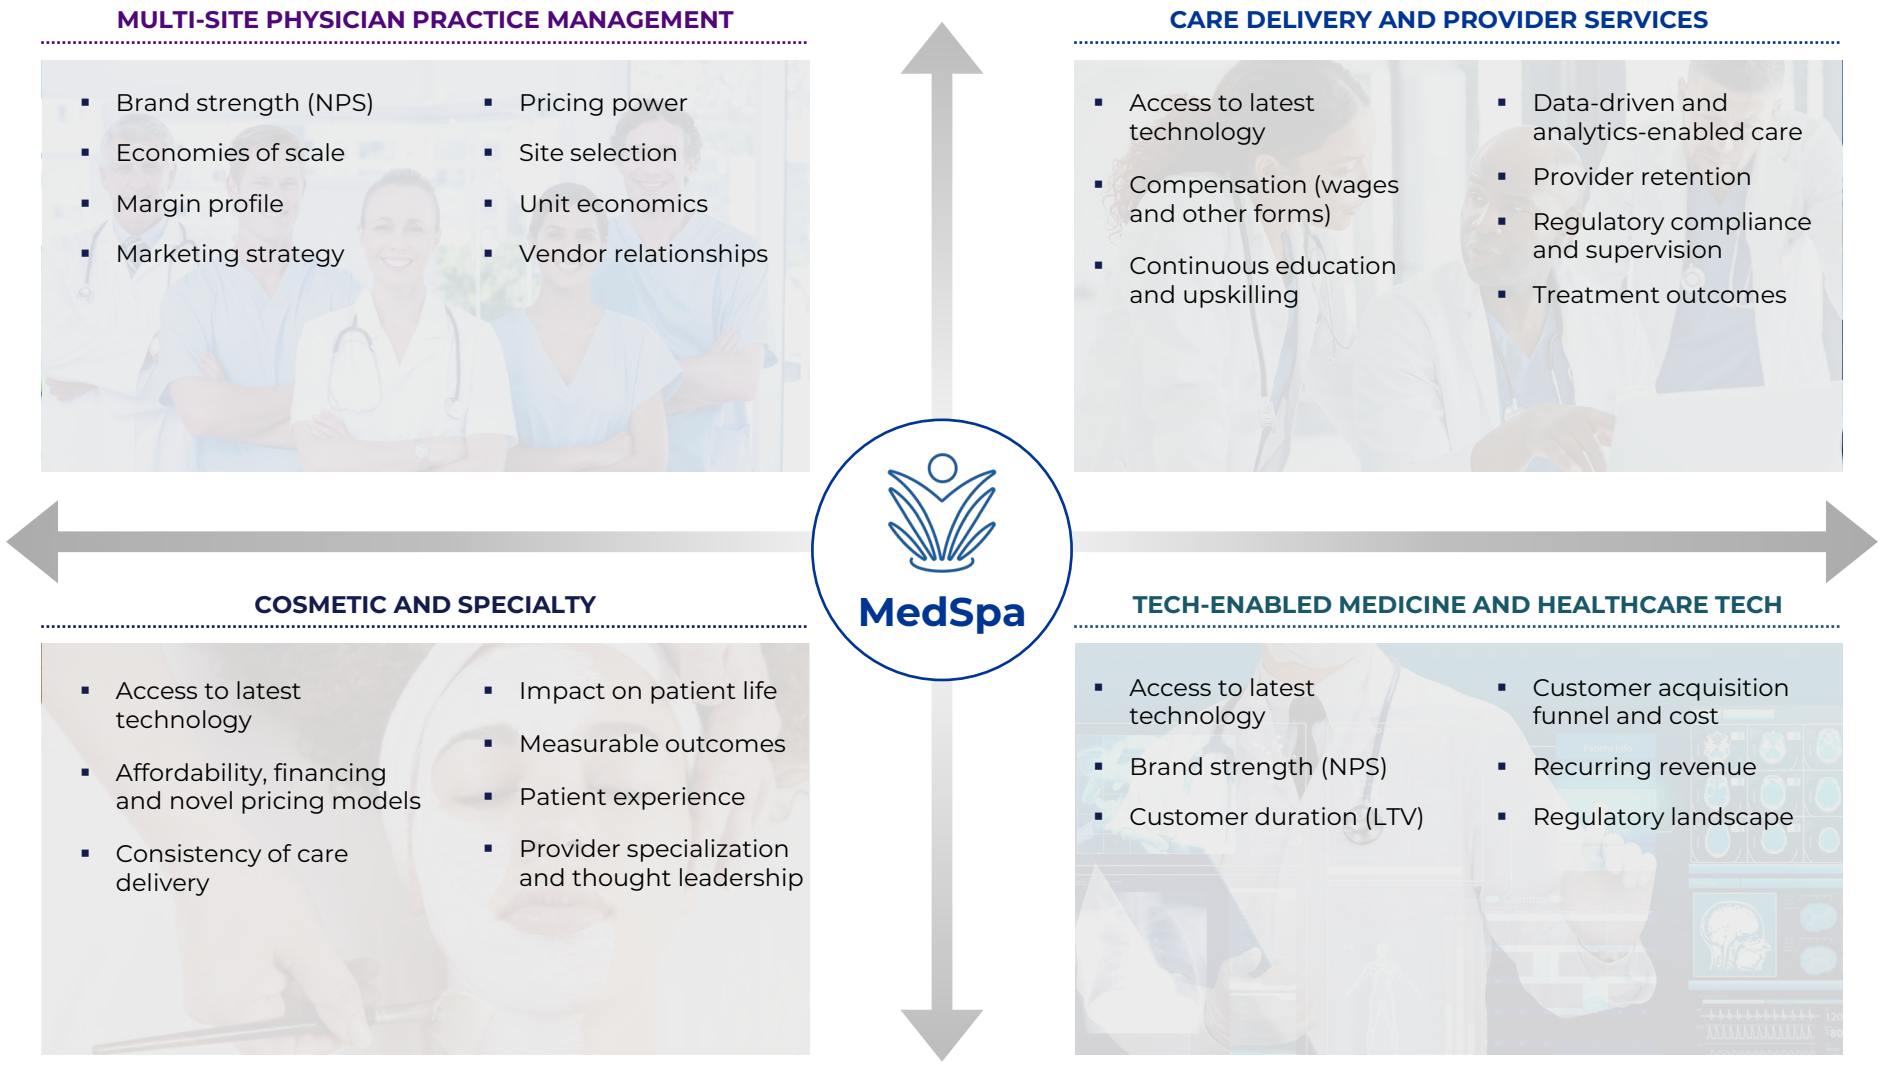 MULTI-SITE PHYSICIAN PRACTICE MANAGEMENT
▪ Brand strength (NPS)
▪ Economies of scale
▪ Margin profile
▪ Marketing strategy
▪ Pricing power
▪ Site selection
▪ Unit economics
▪ Vendor relationships
CARE DELIVERY AND PROVIDER SERVICES
▪ Access to latest
technology
▪ Compensation (wages
and other forms)
▪ Continuous education
and upskilling
▪ Data-driven and
analytics-enabled care
▪ Provider retention
▪ Regulatory compliance
and supervision
▪ Treatment outcomes
MedSpa
COSMETIC AND SPECIALTY
▪ Access to latest
technology
▪ Affordability, financing
and novel pricing models
▪ Consistency of care
delivery
▪ Impact on patient life
▪ Measurable outcomes
▪ Patient experience
▪ Provider specialization
and thought leadership
TECH-ENABLED MEDICINE AND HEALTHCARE TECH
▪ Access to latest
technology
▪ Brand strength (NPS)
▪ Customer duration (LTV)
▪ Customer acquisition
funnel and cost
▪ Recurring revenue
▪ Regulatory landscape
Patient Info
120
80